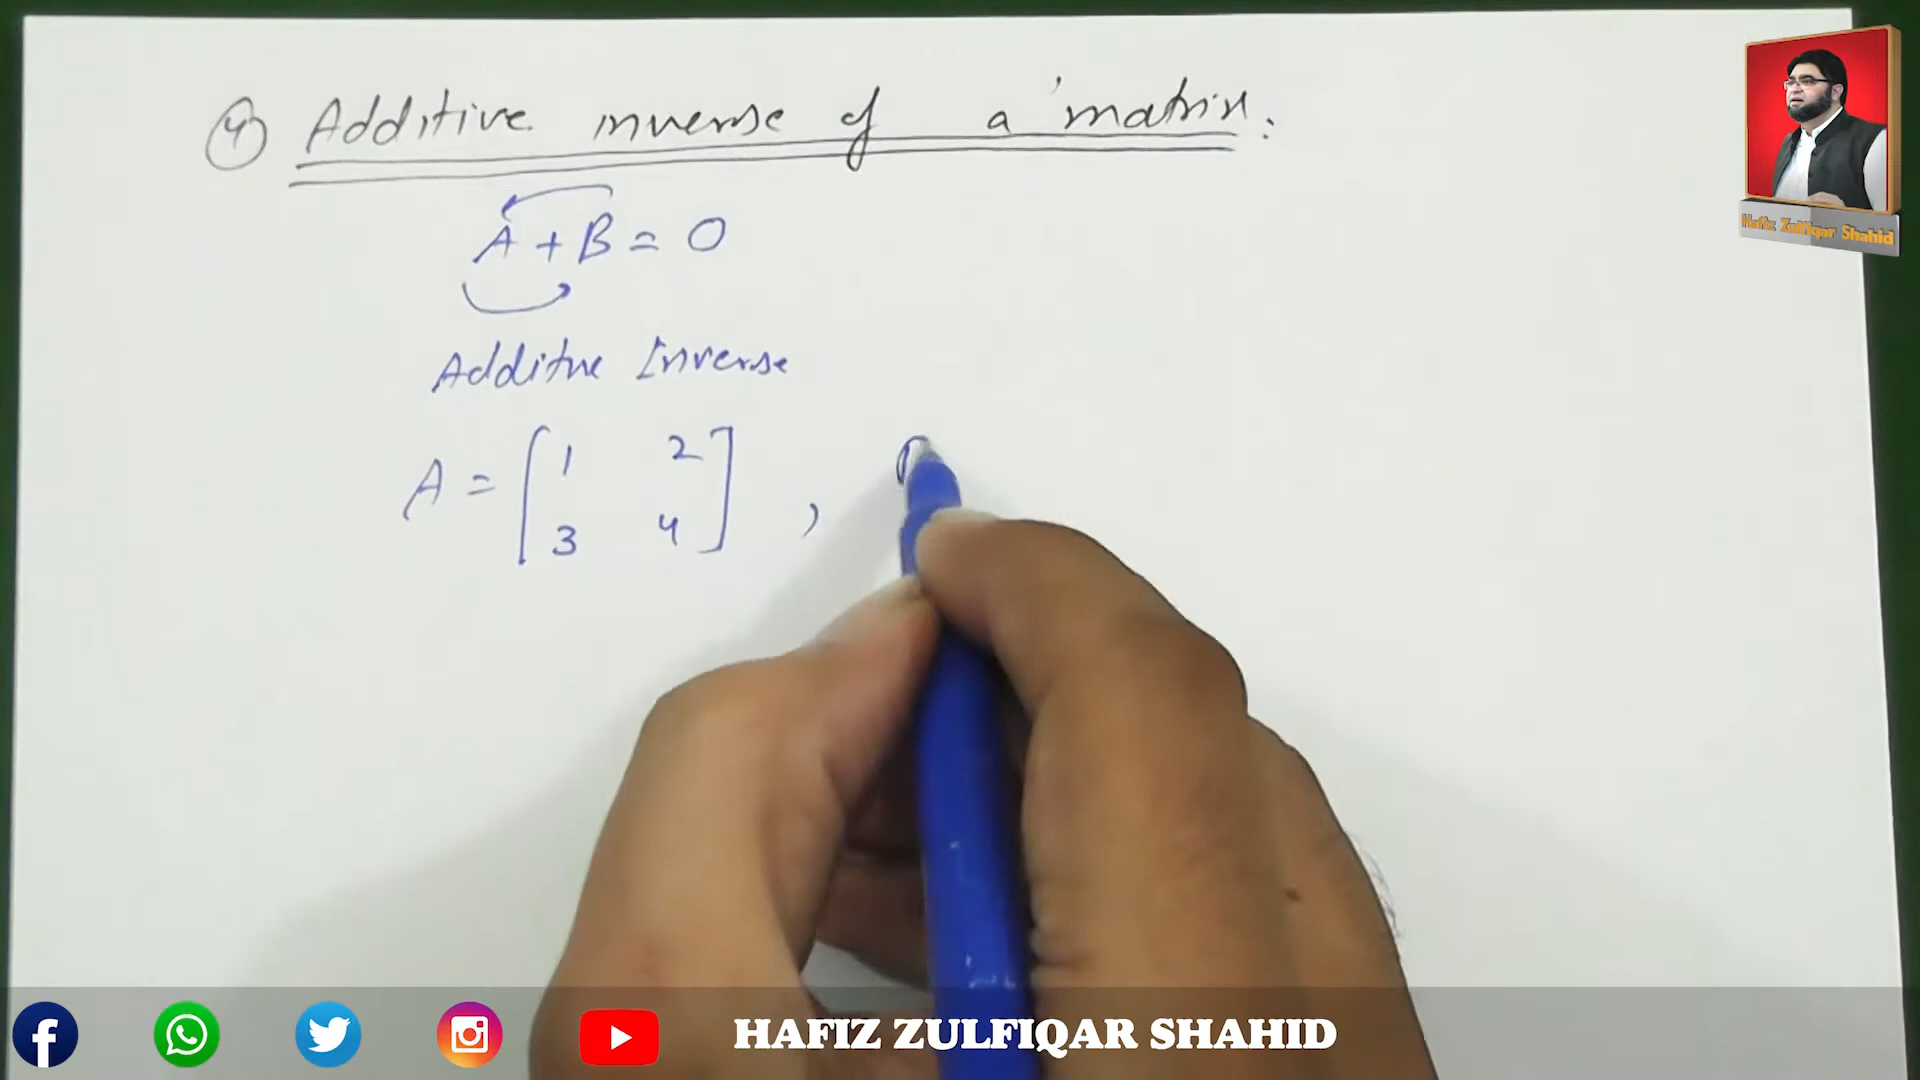 (4) Additive inverse of a matrix:
A + B = 0
Additive Inverse
A = [1 2
3 4] ,
Hafiz Zulfiqar Shahid
HAFIZ ZULFIQAR SHAHID